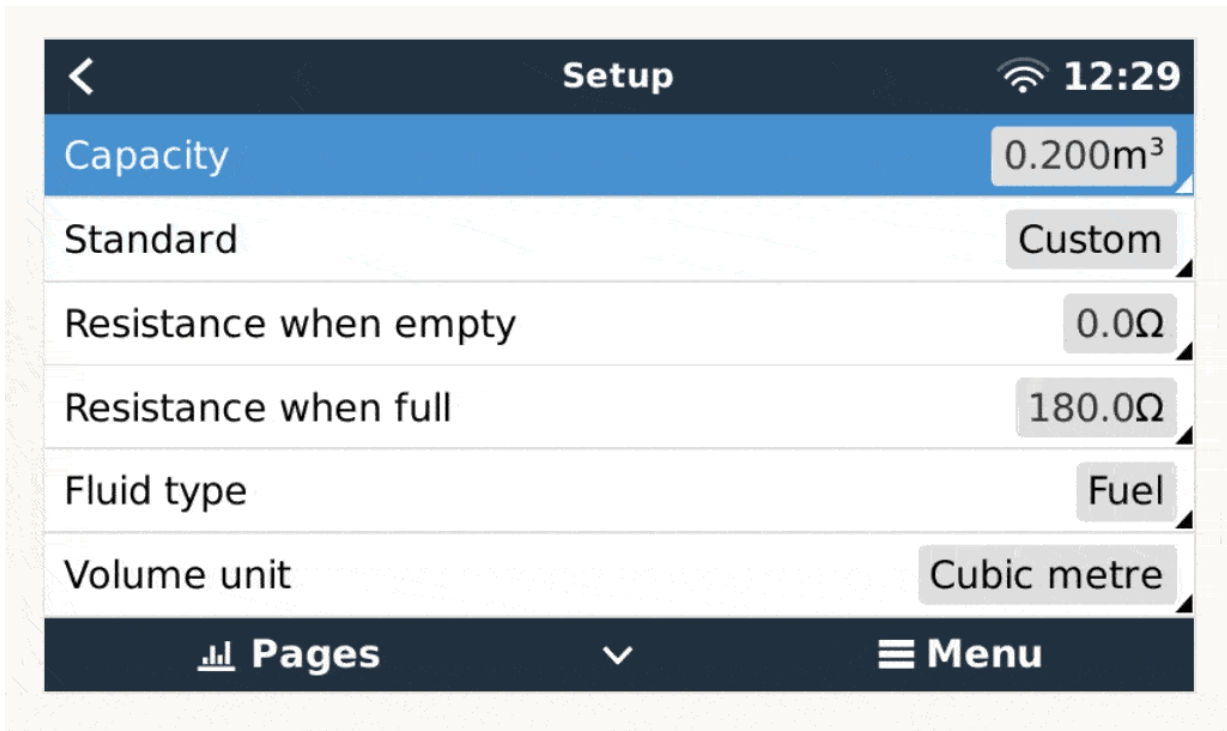 Setup 12:29
Capacity 0.200m³
Standard Custom
Resistance when empty 0.0Ω
Resistance when full 180.0Ω
Fluid type Fuel
Volume unit Cubic metre
Pages Menu